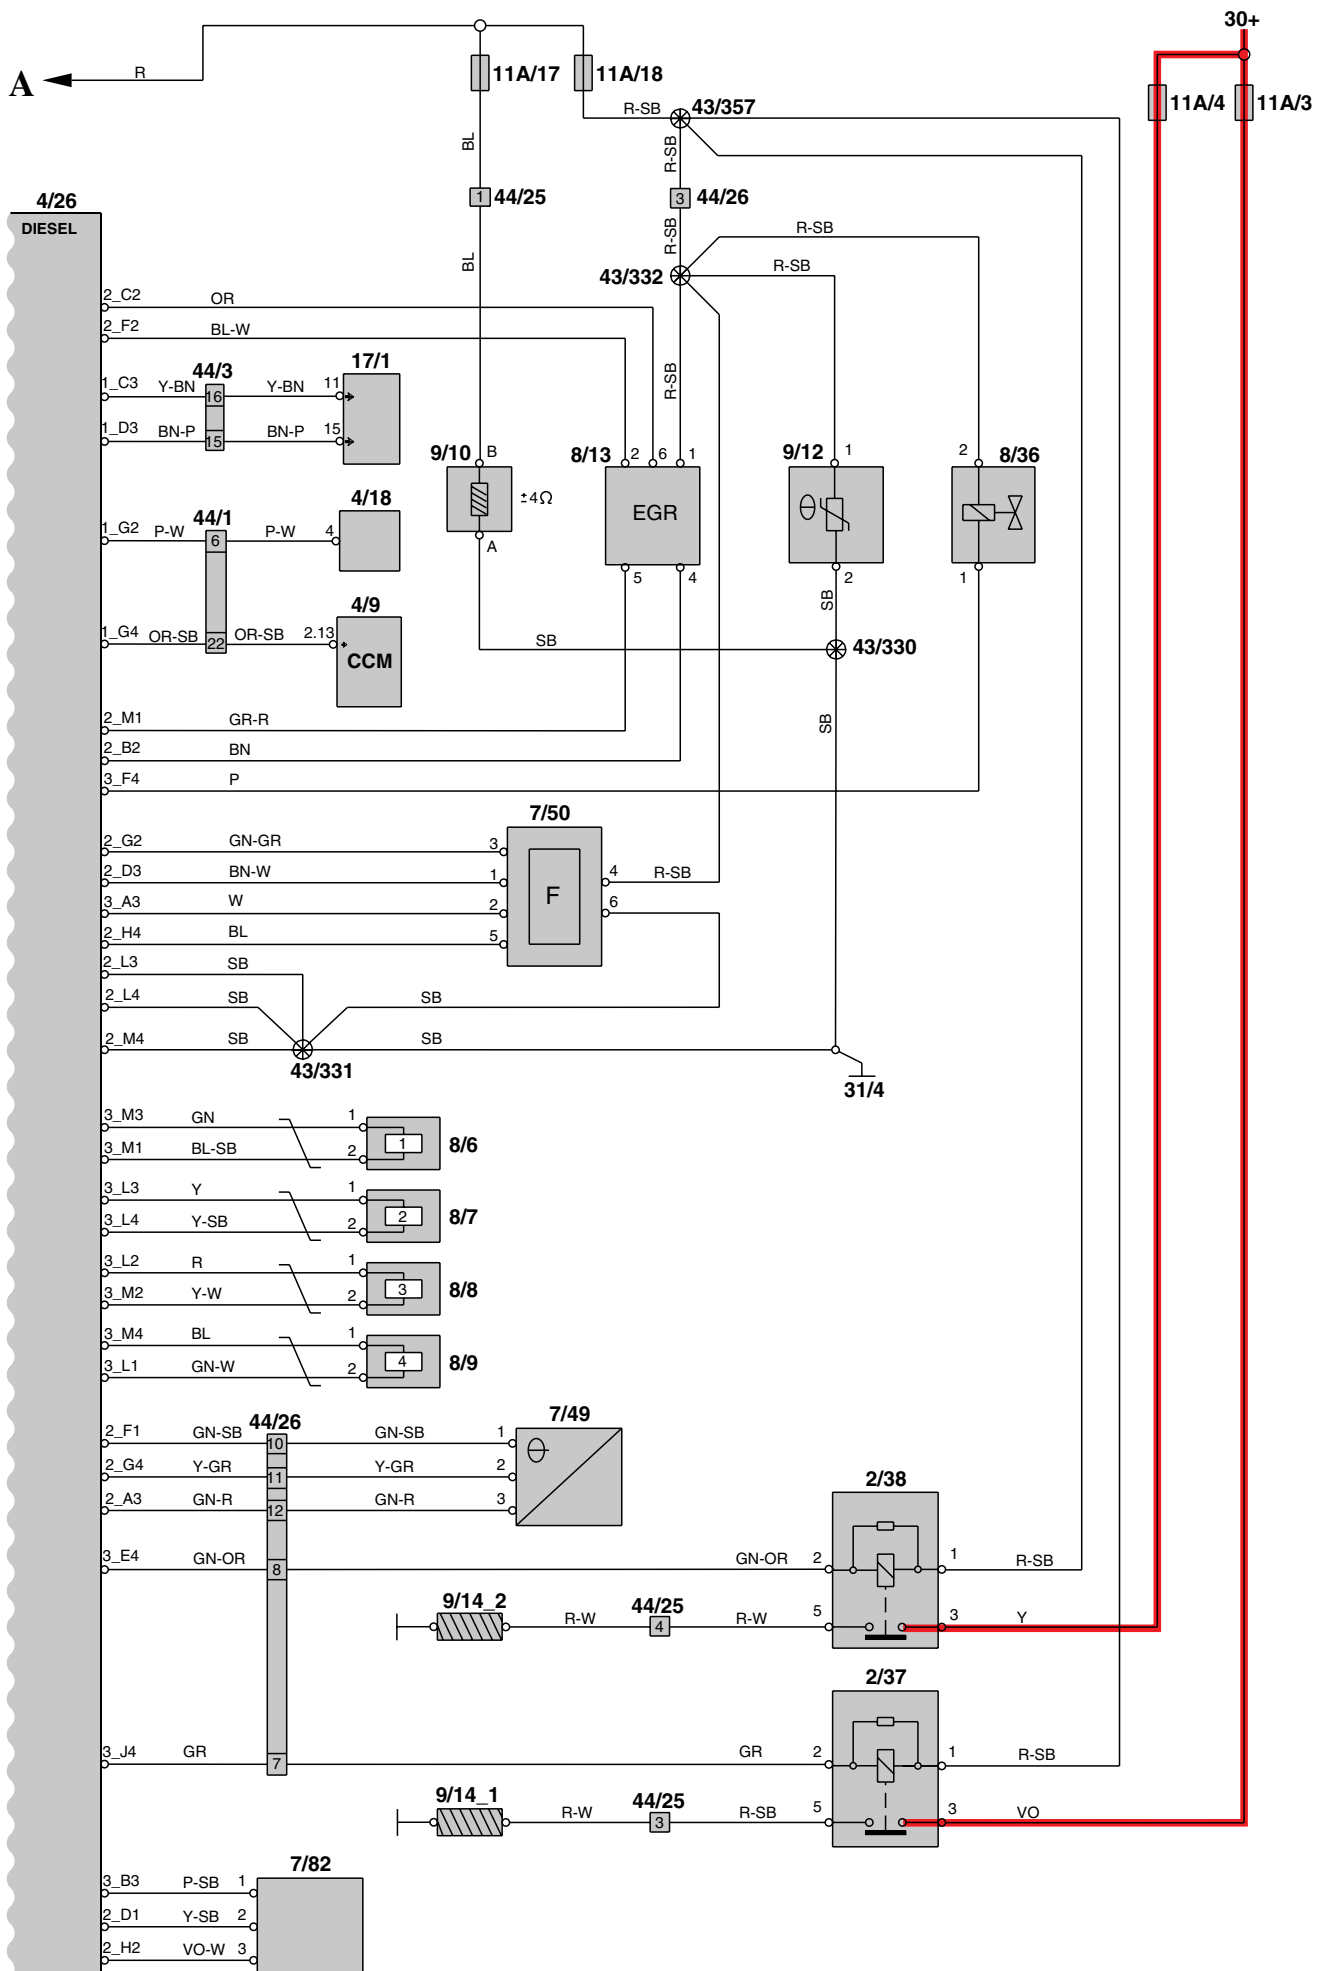 30+
A R 11A/17 11A/18 11A/4 11A/3
R-SB 43/357
BL R-SB
4/26 1 44/25 3 44/26
DIESEL
BL R-SB R-SB
43/332 R-SB
2_C2 OR
2_F2 BL-W
44/3 17/1
1_C3 Y-BN 16 Y-BN 11 R-SB
1_D3 BN-P 15 BN-P 15
9/10 B 8/13 2 6 1 9/12 1 2 8/36
±4Ω EGR
44/1 4/18
1_G2 P-W 6 P-W 4
A 5 4 2 1
4/9 SB
1_G4 OR-SB 22 OR-SB 2.13 SB 43/330
CCM
2_M1 GR-R SB
2_B2 BN
3_F4 P
7/50
2_G2 GN-GR 3
2_D3 BN-W 1 F 4 R-SB
3_A3 W 2 6
2_H4 BL 5
2_L3 SB
2_L4 SB SB
2_M4 SB SB
43/331 31/4
3_M3 GN 1
3_M1 BL-SB 2 1 8/6
3_L3 Y 1
3_L4 Y-SB 2 2 8/7
3_L2 R 1
3_M2 Y-W 2 3 8/8
3_M4 BL 1
3_L1 GN-W 2 4 8/9
44/26 7/49
2_F1 GN-SB 10 GN-SB 1
2_G4 Y-GR 11 Y-GR 2
2_A3 GN-R 12 GN-R 3
2/38
3_E4 GN-OR 8 GN-OR 2 1 R-SB
9/14_2 R-W 44/25 4 R-W 5 3 Y
2/37
3_J4 GR 7 GR 2 1 R-SB
9/14_1 R-W 44/25 3 R-SB 5 3 VO
7/82
3_B3 P-SB 1
2_D1 Y-SB 2
2_H2 VO-W 3